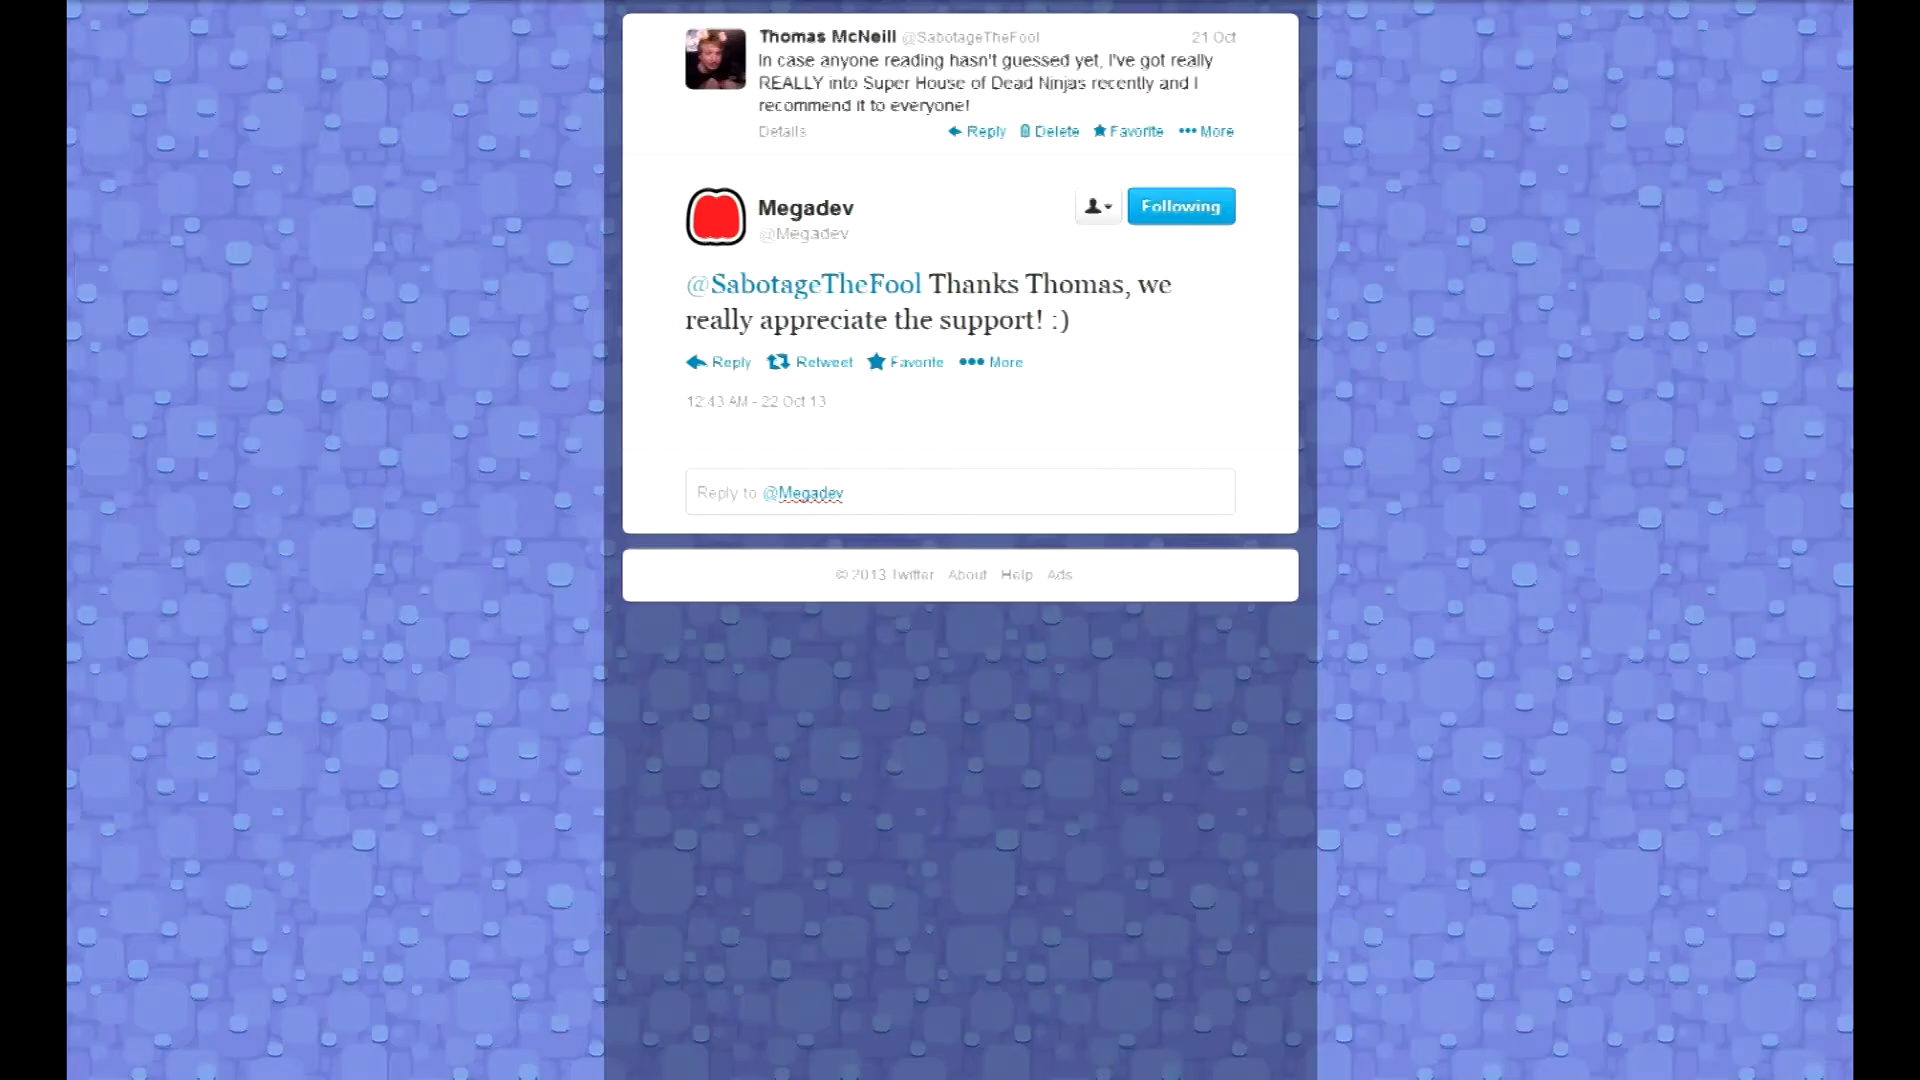 Thomas McNeill @SabotageTheFool 21 Oct
In case anyone reading hasn't guessed yet, I've got really
REALLY into Super House of Dead Ninjas recently and I
recommend it to everyone!
Details Reply Delete Favorite More
Megadev Following
@Megadev
@SabotageTheFool Thanks Thomas, we
really appreciate the support! :)
Reply Retweet Favorite More
12:43 AM - 22 Oct 13
Reply to @Megadev
© 2013 Twitter About Help Ads